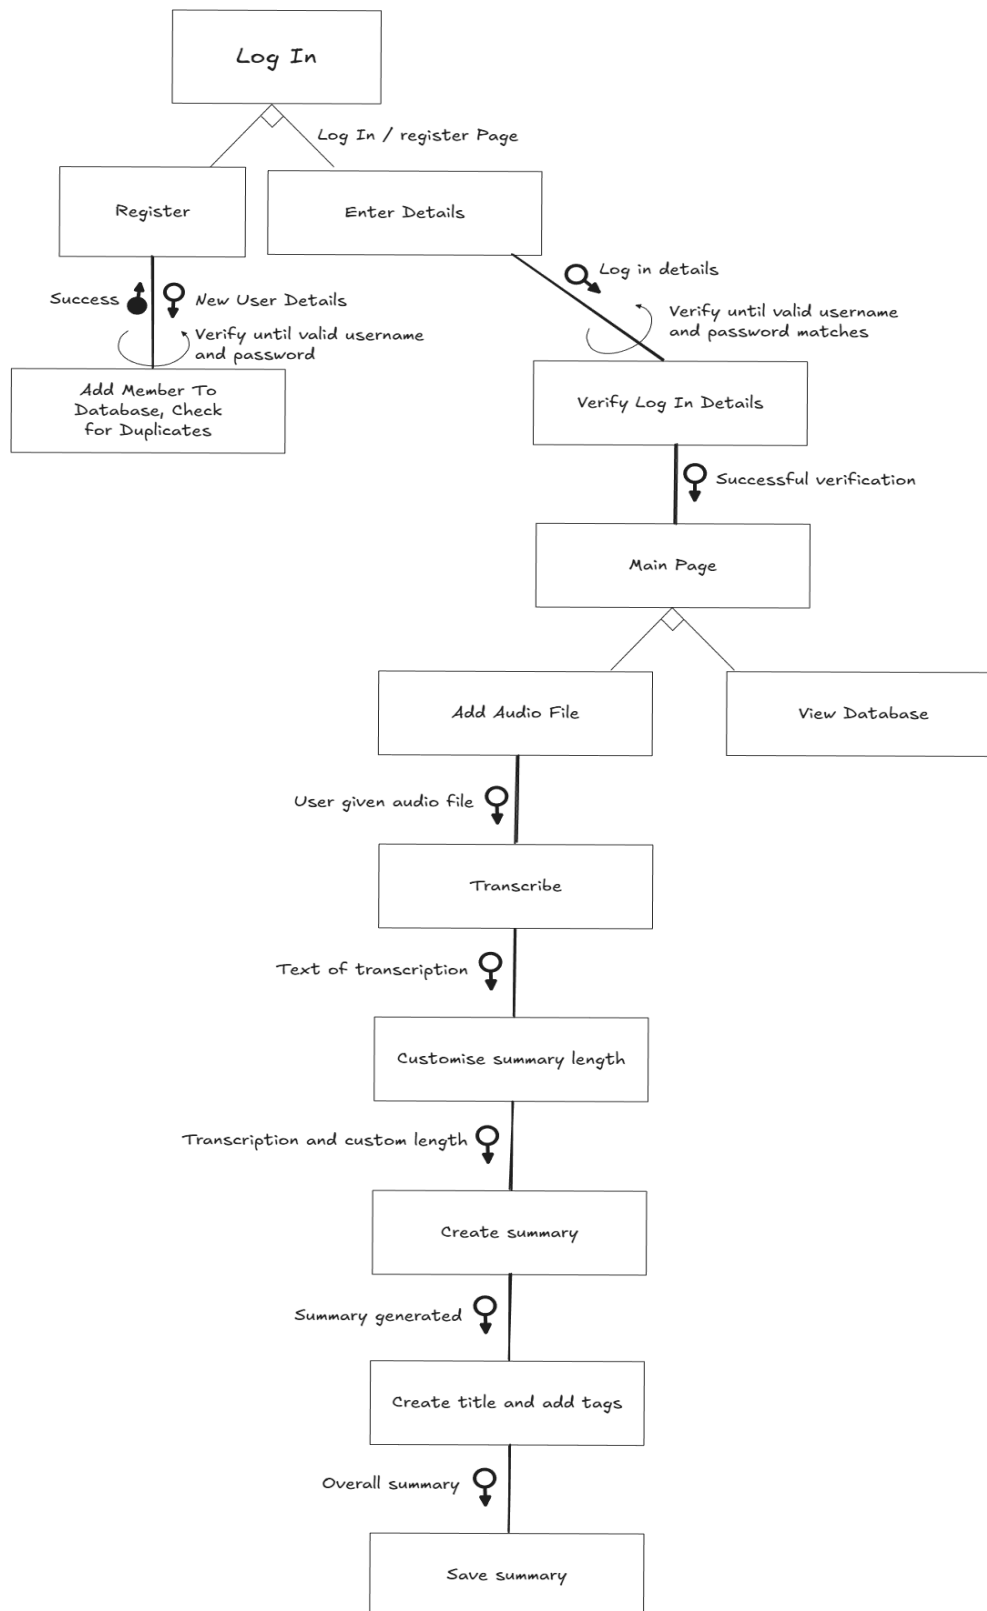 Log In
Log In / register Page
Register
Enter Details
Log in details
Success
New User Details
Verify until valid username
and password matches
Verify until valid username
and password
Add Member To
Database, Check
for Duplicates
Verify Log In Details
Successful verification
Main Page
Add Audio File
View Database
User given audio file
Transcribe
Text of transcription
Customise summary length
Transcription and custom length
Create summary
Summary generated
Create title and add tags
Overall summary
Save summary